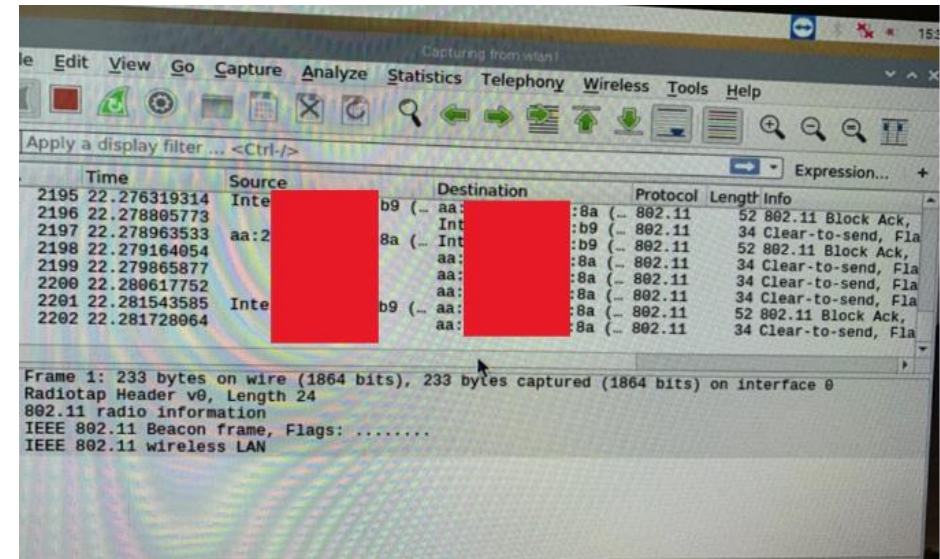 15:3
Capturing from wlan1
le Edit View Go Capture Analyze Statistics Telephony Wireless Tools Help
Apply a display filter ... <Ctrl-/>
Expression... +
. Time Source Destination Protocol Length Info
2195 22.276319314 Inte b9 (… aa: :8a (… 802.11 52 802.11 Block Ack,
2196 22.278805773 Int :b9 (… 802.11 34 Clear-to-send, Fla
2197 22.278963533 aa:2 8a (… Int :b9 (… 802.11 52 802.11 Block Ack,
2198 22.279164054 aa: :8a (… 802.11 34 Clear-to-send, Fla
2199 22.279865877 aa: :8a (… 802.11 34 Clear-to-send, Fla
2200 22.280617752 aa: :8a (… 802.11 34 Clear-to-send, Fla
2201 22.281543585 Inte b9 (… aa: :8a (… 802.11 52 802.11 Block Ack,
2202 22.281728064 aa: :8a (… 802.11 34 Clear-to-send, Fla
Frame 1: 233 bytes on wire (1864 bits), 233 bytes captured (1864 bits) on interface 0
Radiotap Header v0, Length 24
802.11 radio information
IEEE 802.11 Beacon frame, Flags: ........
IEEE 802.11 wireless LAN